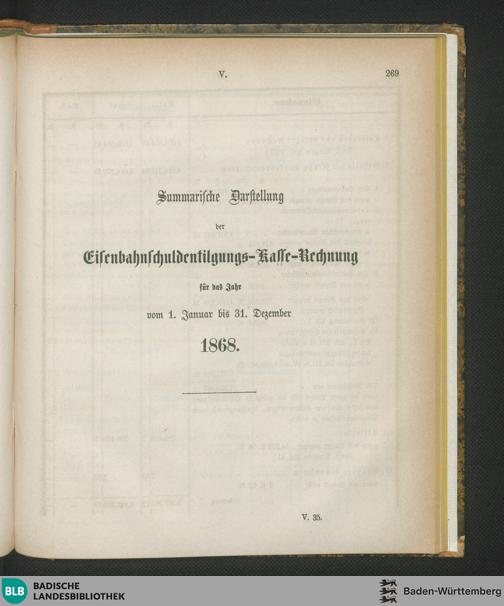 V.
269
Summarische Darstellung
der
Eisenbahnschuldentilgungs-Kasse-Rechnung
für das Jahr
vom 1. Januar bis 31. Dezember
1868.
V. 35.
BLB
BADISCHE
LANDESBIBLIOTHEK
Baden-Württemberg